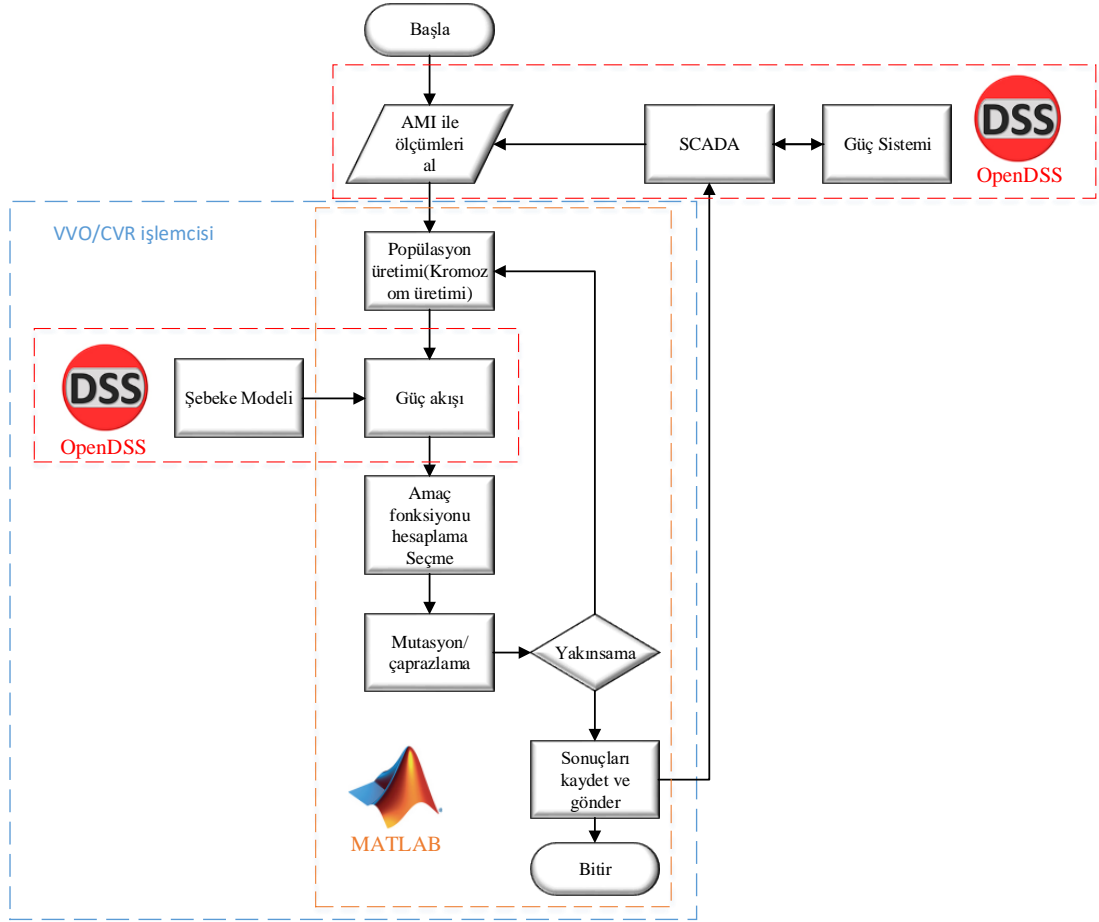 Başla
AMI ile
ölçümleri
al
SCADA
Güç Sistemi
DSS
OpenDSS
VVO/CVR işlemcisi
Popülasyon
üretimi(Kromoz
om üretimi)
DSS
OpenDSS
Şebeke Modeli
Güç akışı
Amaç
fonksiyonu
hesaplama
Seçme
Mutasyon/
çaprazlama
Yakınsama
Sonuçları
kaydet ve
gönder
MATLAB
Bitir